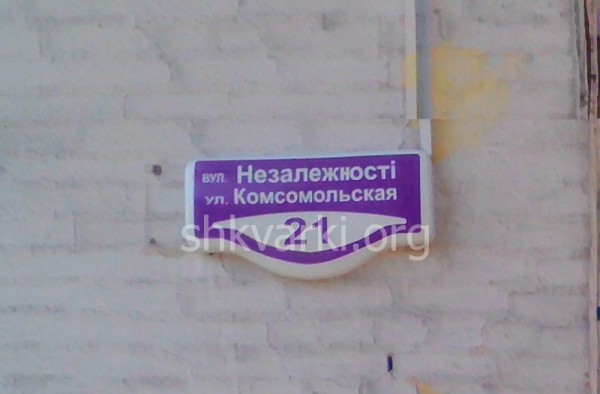 вул. Незалежності
ул. Комсомольская
21
shkvarki.org